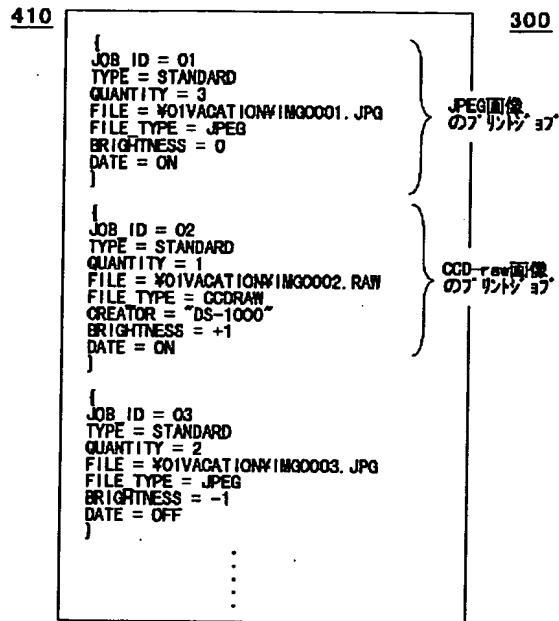 410
300
{
JOB_ID = 01
TYPE = STANDARD
QUANTITY = 3
FILE = ¥01VACATION¥IMG0001.JPG
FILE_TYPE = JPEG
BRIGHTNESS = 0
DATE = ON
}
JPEG画像
のプリントジョブ
{
JOB_ID = 02
TYPE = STANDARD
QUANTITY = 1
FILE = ¥01VACATION¥IMG0002.RAW
FILE_TYPE = CCDRAW
CREATOR = "DS-1000"
BRIGHTNESS = +1
DATE = ON
}
CCD-raw画像
のプリントジョブ
{
JOB_ID = 03
TYPE = STANDARD
QUANTITY = 2
FILE = ¥01VACATION¥IMG0003.JPG
FILE_TYPE = JPEG
BRIGHTNESS = -1
DATE = OFF
}